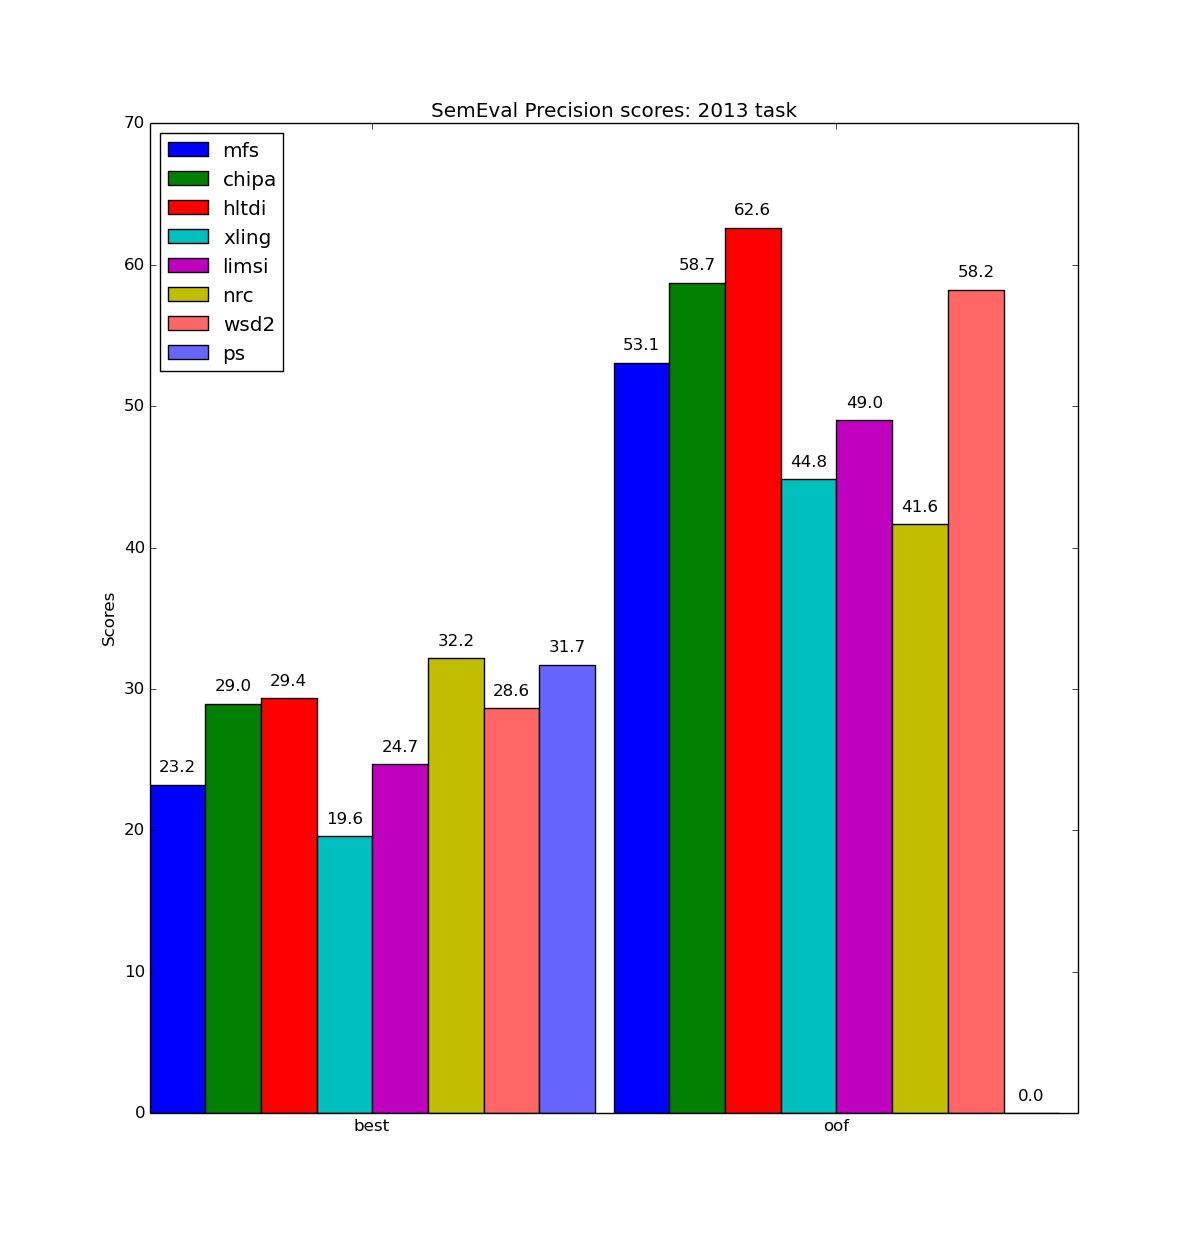 SemEval Precision scores: 2013 task
70
60
50
40
30
20
10
0
Scores
mfs
chipa
hltdi
xling
limsi
nrc
wsd2
ps
23.2
29.0
29.4
19.6
24.7
32.2
28.6
31.7
53.1
58.7
62.6
44.8
49.0
41.6
58.2
0.0
best
oof